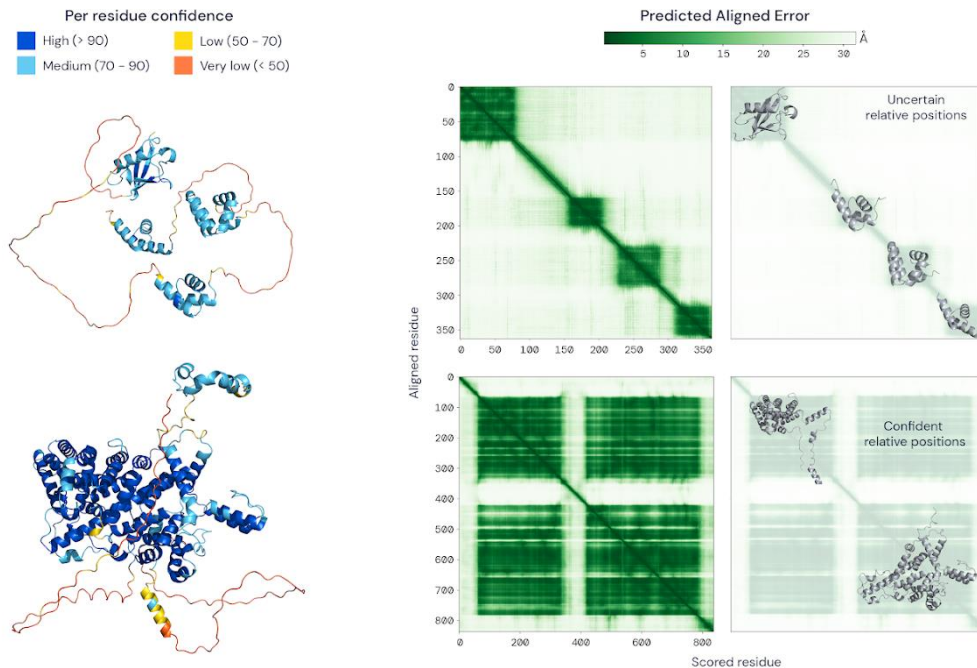 Per residue confidence
High (> 90)
Low (50 - 70)
Medium (70 - 90)
Very low (< 50)
Predicted Aligned Error
5 10 15 20 25 30
Å
Aligned residue
0
50
100
150
200
250
300
350
0 50 100 150 200 250 300 350
Uncertain
relative positions
0
100
200
300
400
500
600
700
800
0 200 400 600 800
Confident
relative positions
Scored residue